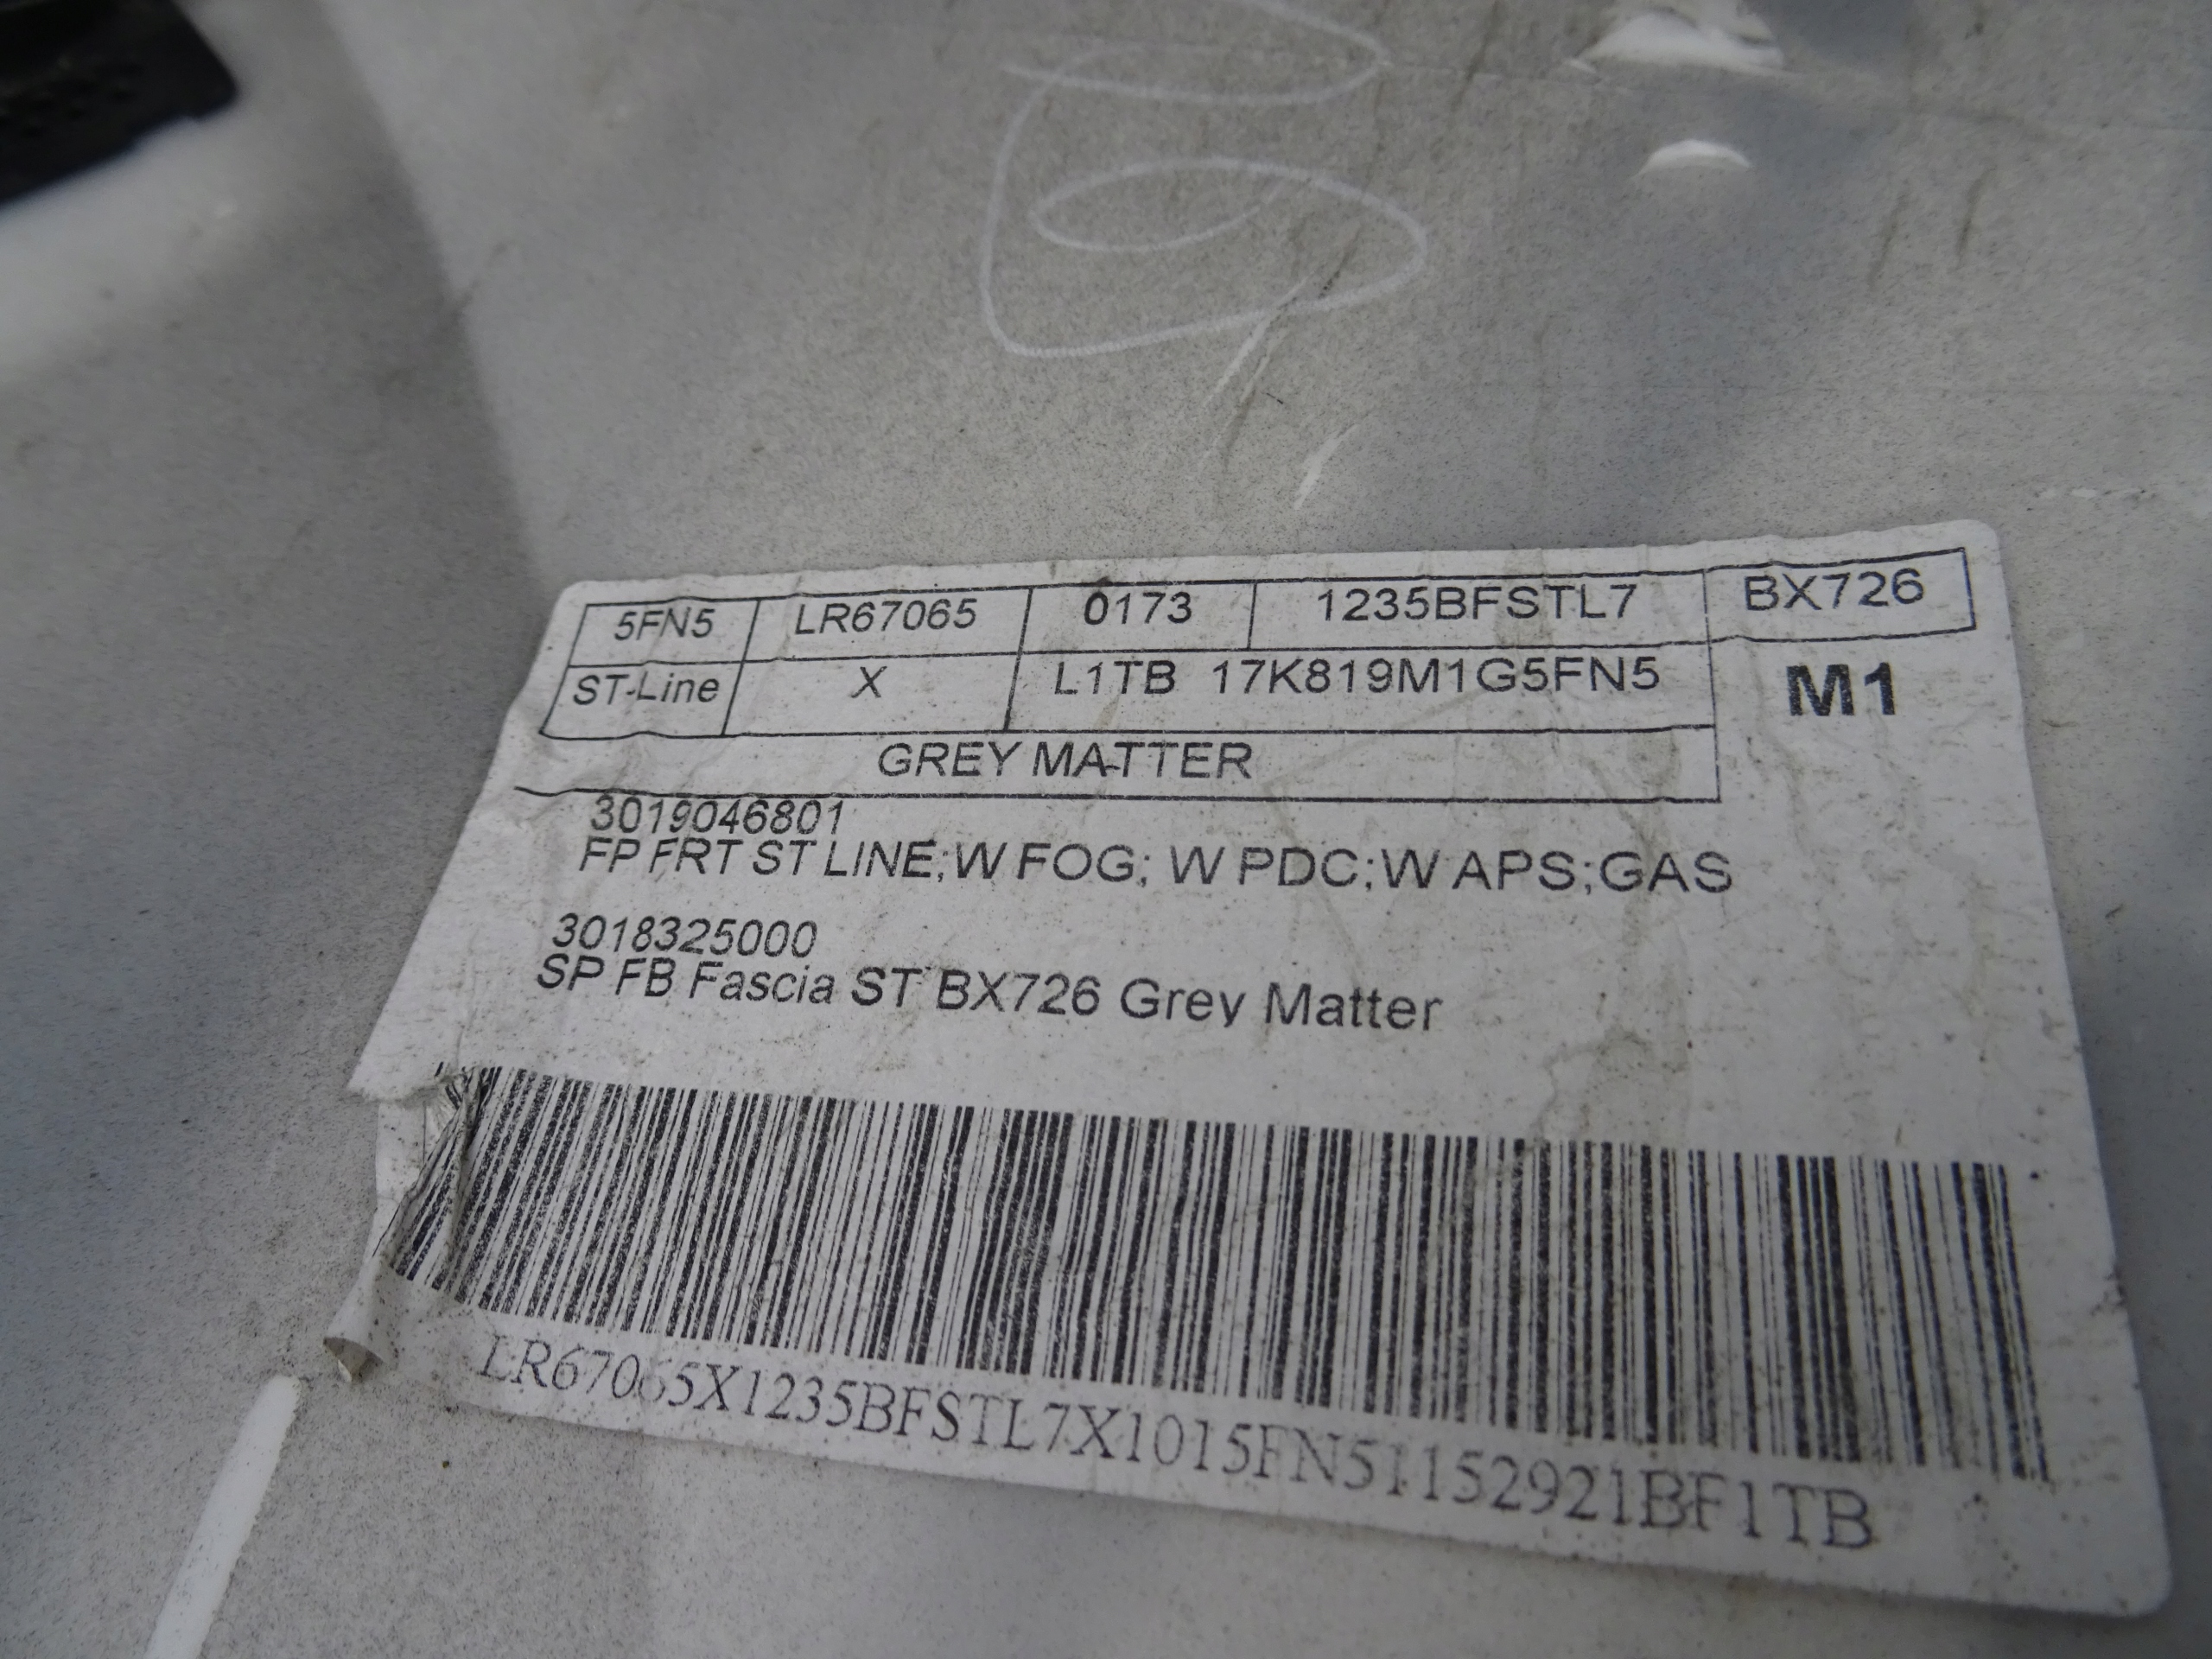 5FN5 LR67065 0173 1235BFSTL7 BX726
ST-Line X L1TB 17K819M1G5FN5 M1
GREY MATTER
3019046801
FP FRT ST LINE;W FOG; W PDC;W APS;GAS
3018325000
SP FB Fascia ST BX726 Grey Matter
LR67065X1235BFSTL7X1015FN51152921BF1TB